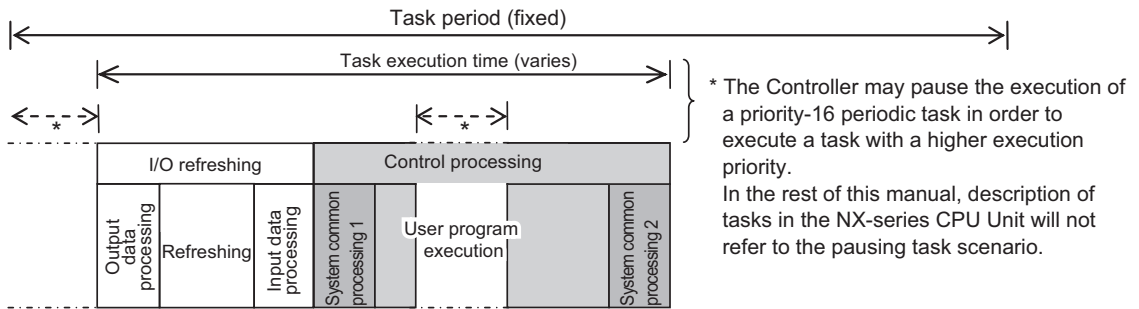 Task period (fixed)
Task execution time (varies)
*
*
I/O refreshing
Control processing
Output data processing
Refreshing
Input data processing
System common processing 1
User program
execution
System common processing 2
* The Controller may pause the execution of
a priority-16 periodic task in order to
execute a task with a higher execution
priority.
In the rest of this manual, description of
tasks in the NX-series CPU Unit will not
refer to the pausing task scenario.